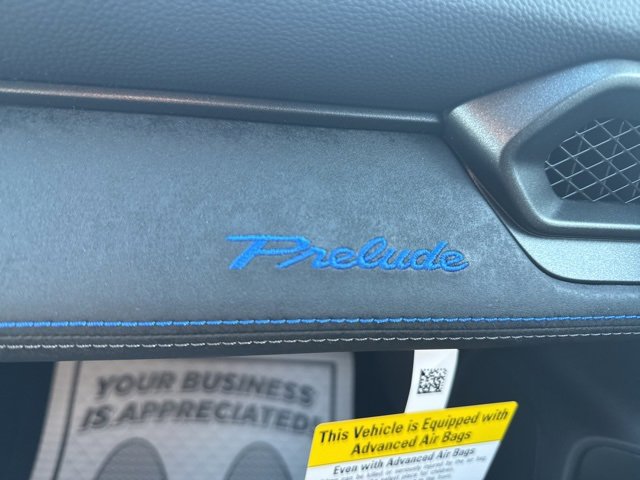 Prelude
YOUR BUSINESS
IS APPRECIATED!
This Vehicle is Equipped with
Advanced Air Bags
Even with Advanced Air Bags